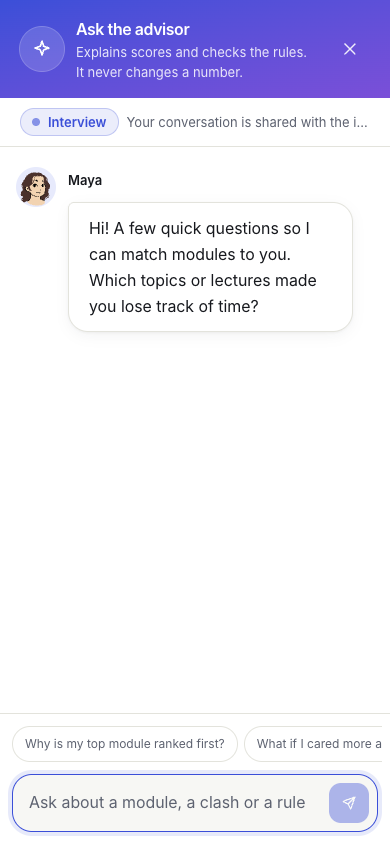 Ask the advisor
Explains scores and checks the rules.
It never changes a number.
Interview
Your conversation is shared with the i...
Maya
Hi! A few quick questions so I
can match modules to you.
Which topics or lectures made
you lose track of time?
Why is my top module ranked first?
What if I cared more a
Ask about a module, a clash or a rule